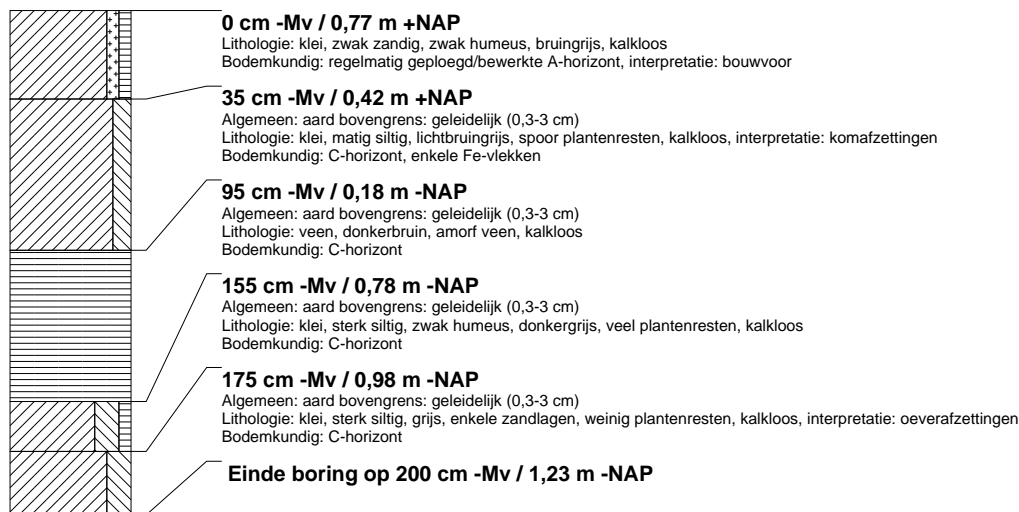 0 cm -Mv / 0,77 m +NAP
Lithologie: klei, zwak zandig, zwak humeus, bruingrijs, kalkloos
Bodemkundig: regelmatig geploegd/bewerkte A-horizont, interpretatie: bouwvoor
35 cm -Mv / 0,42 m +NAP
Algemeen: aard bovengrens: geleidelijk (0,3-3 cm)
Lithologie: klei, matig siltig, lichtbruingrijs, spoor plantenresten, kalkloos, interpretatie: komafzettingen
Bodemkundig: C-horizont, enkele Fe-vlekken
95 cm -Mv / 0,18 m -NAP
Algemeen: aard bovengrens: geleidelijk (0,3-3 cm)
Lithologie: veen, donkerbruin, amorf veen, kalkloos
Bodemkundig: C-horizont
155 cm -Mv / 0,78 m -NAP
Algemeen: aard bovengrens: geleidelijk (0,3-3 cm)
Lithologie: klei, sterk siltig, zwak humeus, donkergrijs, veel plantenresten, kalkloos
Bodemkundig: C-horizont
175 cm -Mv / 0,98 m -NAP
Algemeen: aard bovengrens: geleidelijk (0,3-3 cm)
Lithologie: klei, sterk siltig, grijs, enkele zandlagen, weinig plantenresten, kalkloos, interpretatie: oeverafzettingen
Bodemkundig: C-horizont
Einde boring op 200 cm -Mv / 1,23 m -NAP